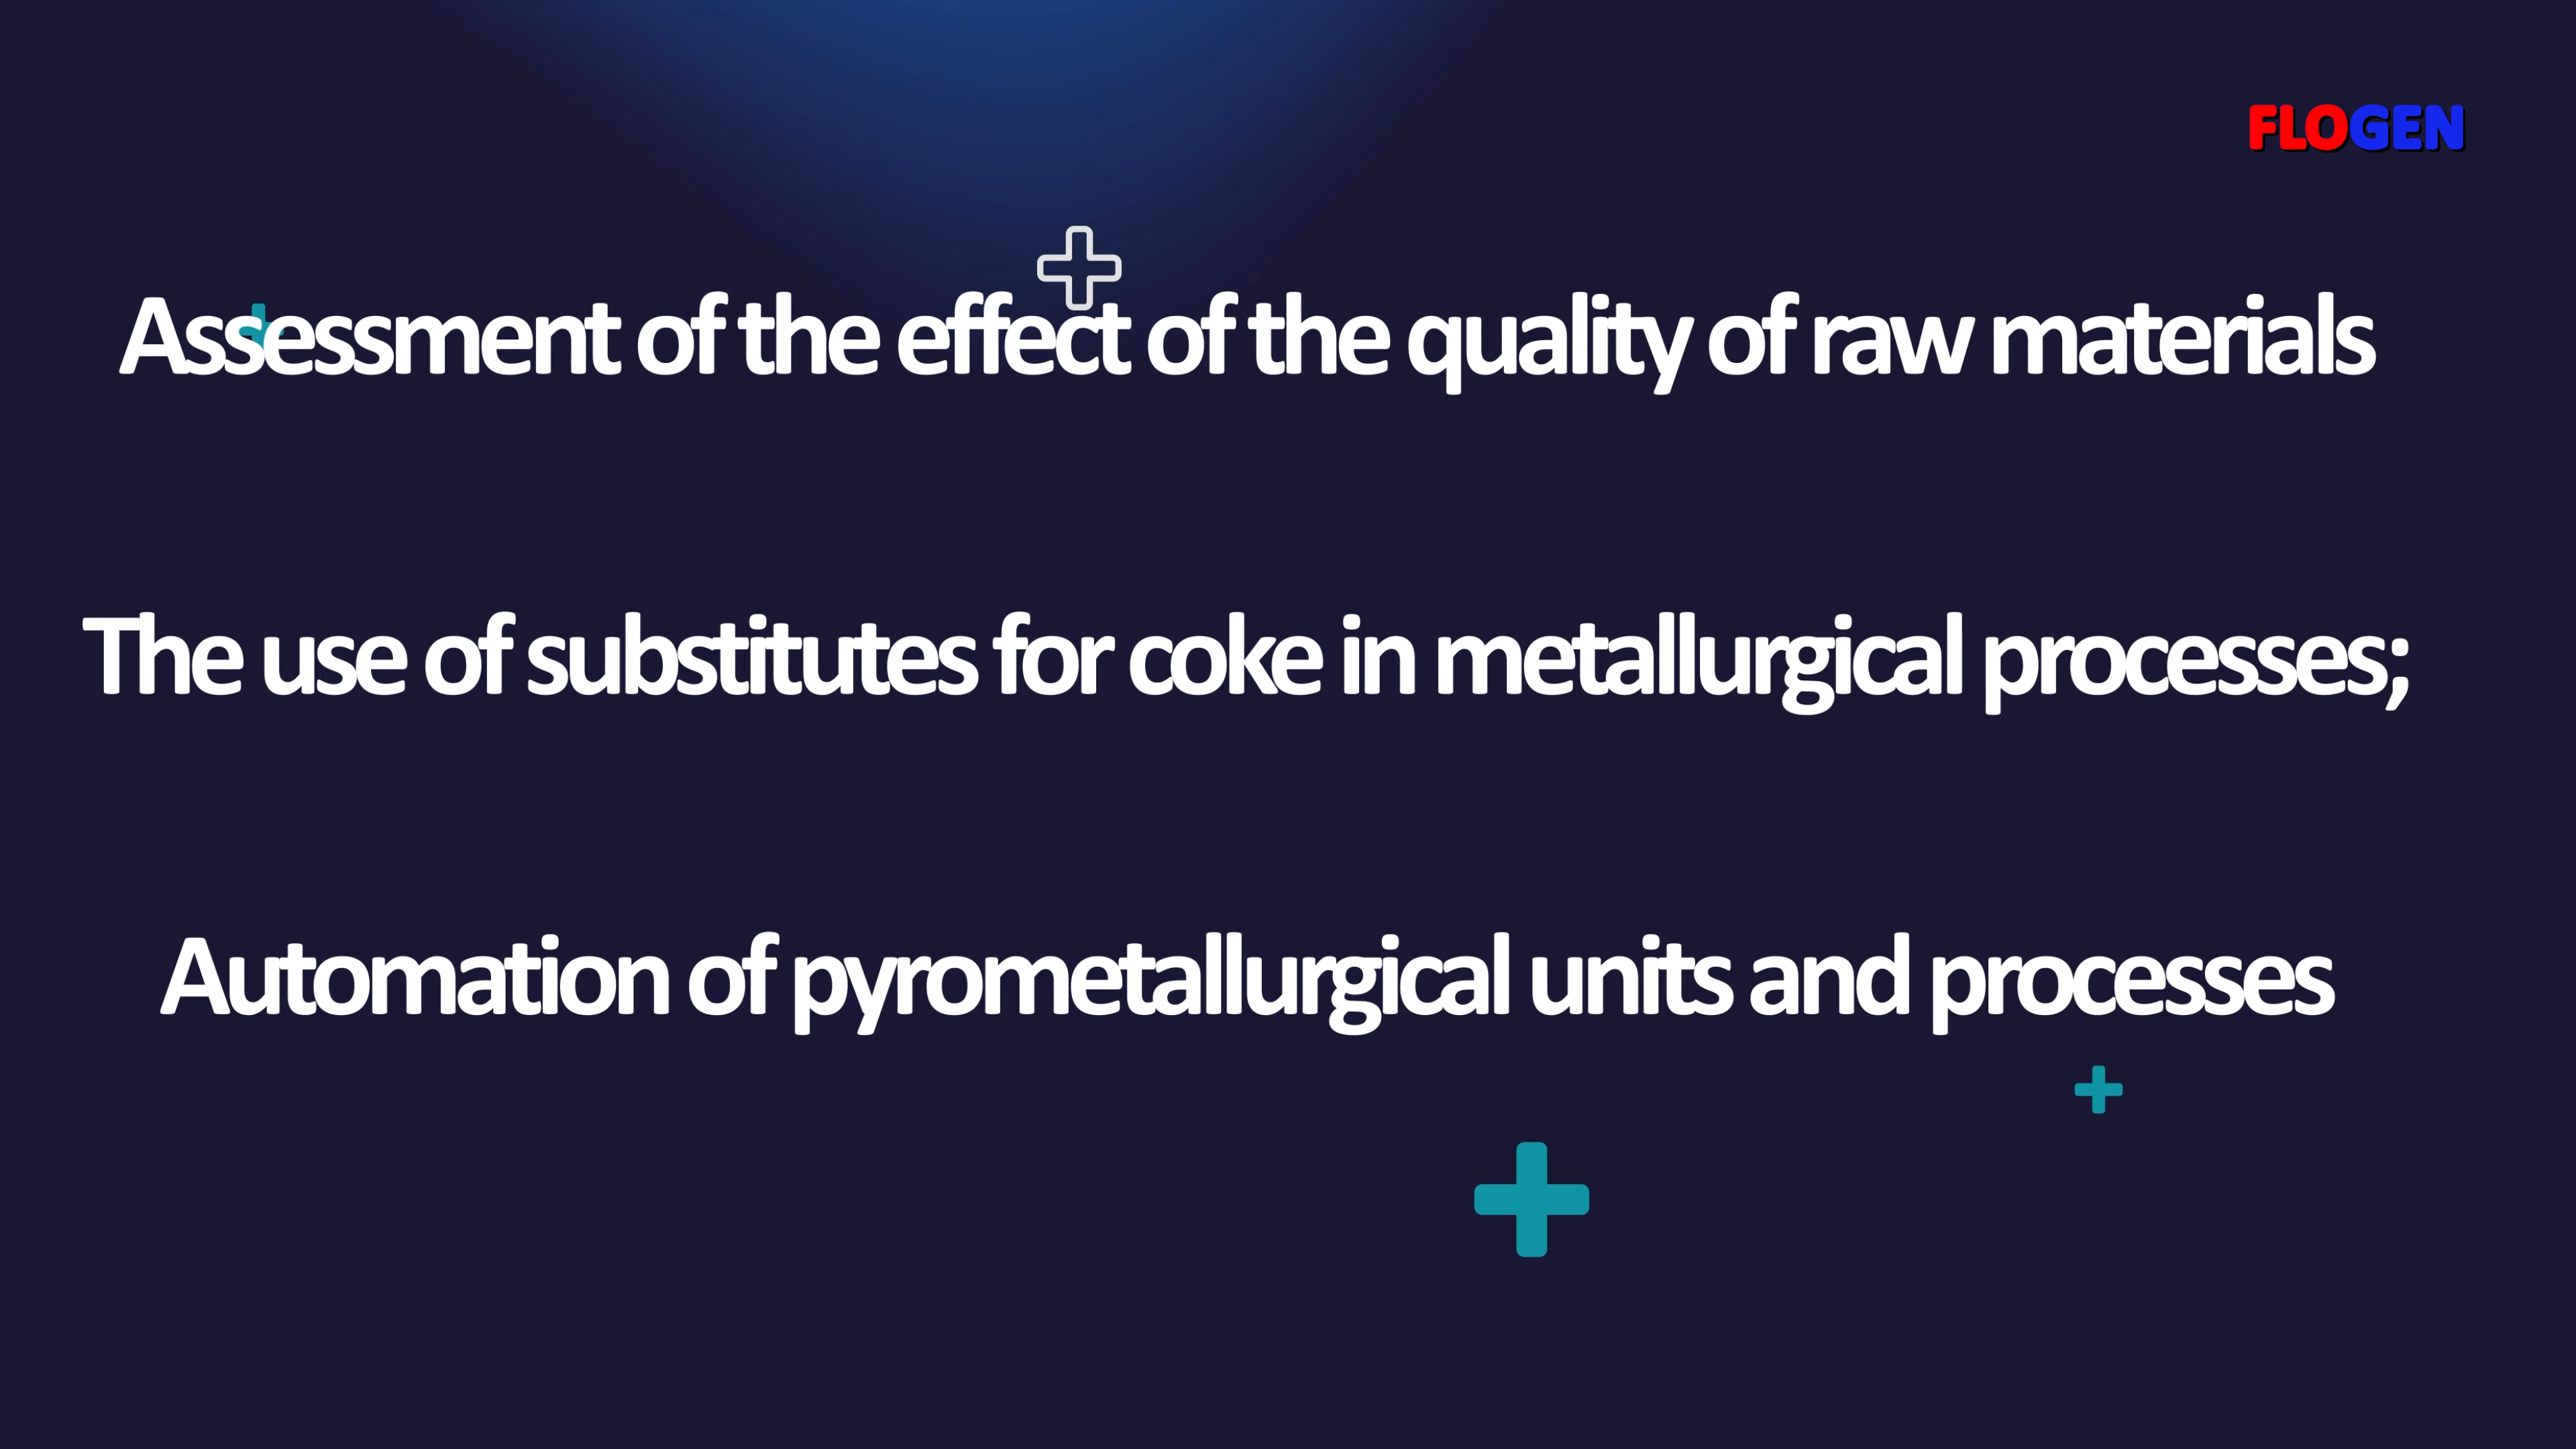 FLOGEN
Assessment of the effect of the quality of raw materials
The use of substitutes for coke in metallurgical processes;
Automation of pyrometallurgical units and processes